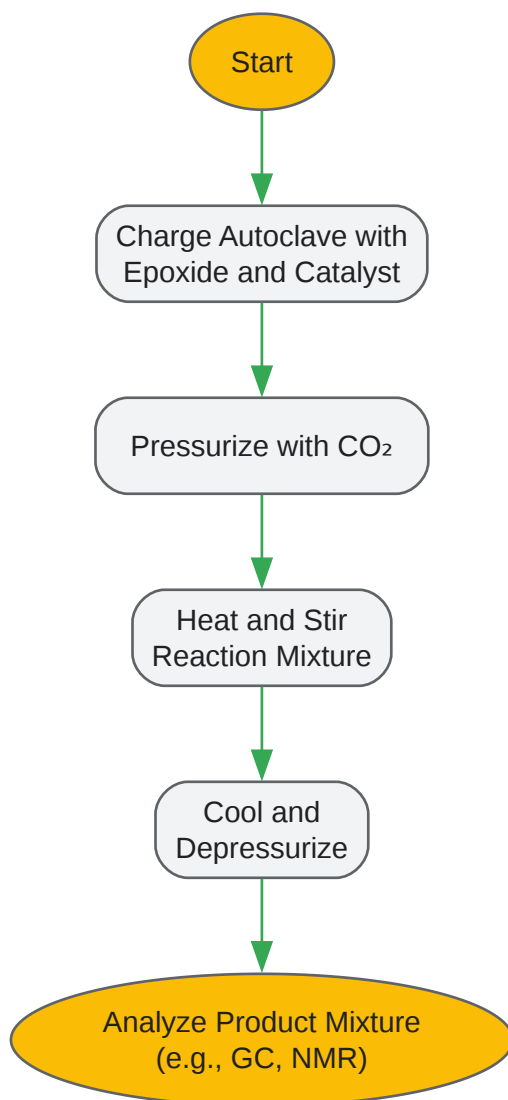 Start
Charge Autoclave with
Epoxide and Catalyst
Pressurize with CO₂
Heat and Stir
Reaction Mixture
Cool and
Depressurize
Analyze Product Mixture
(e.g., GC, NMR)